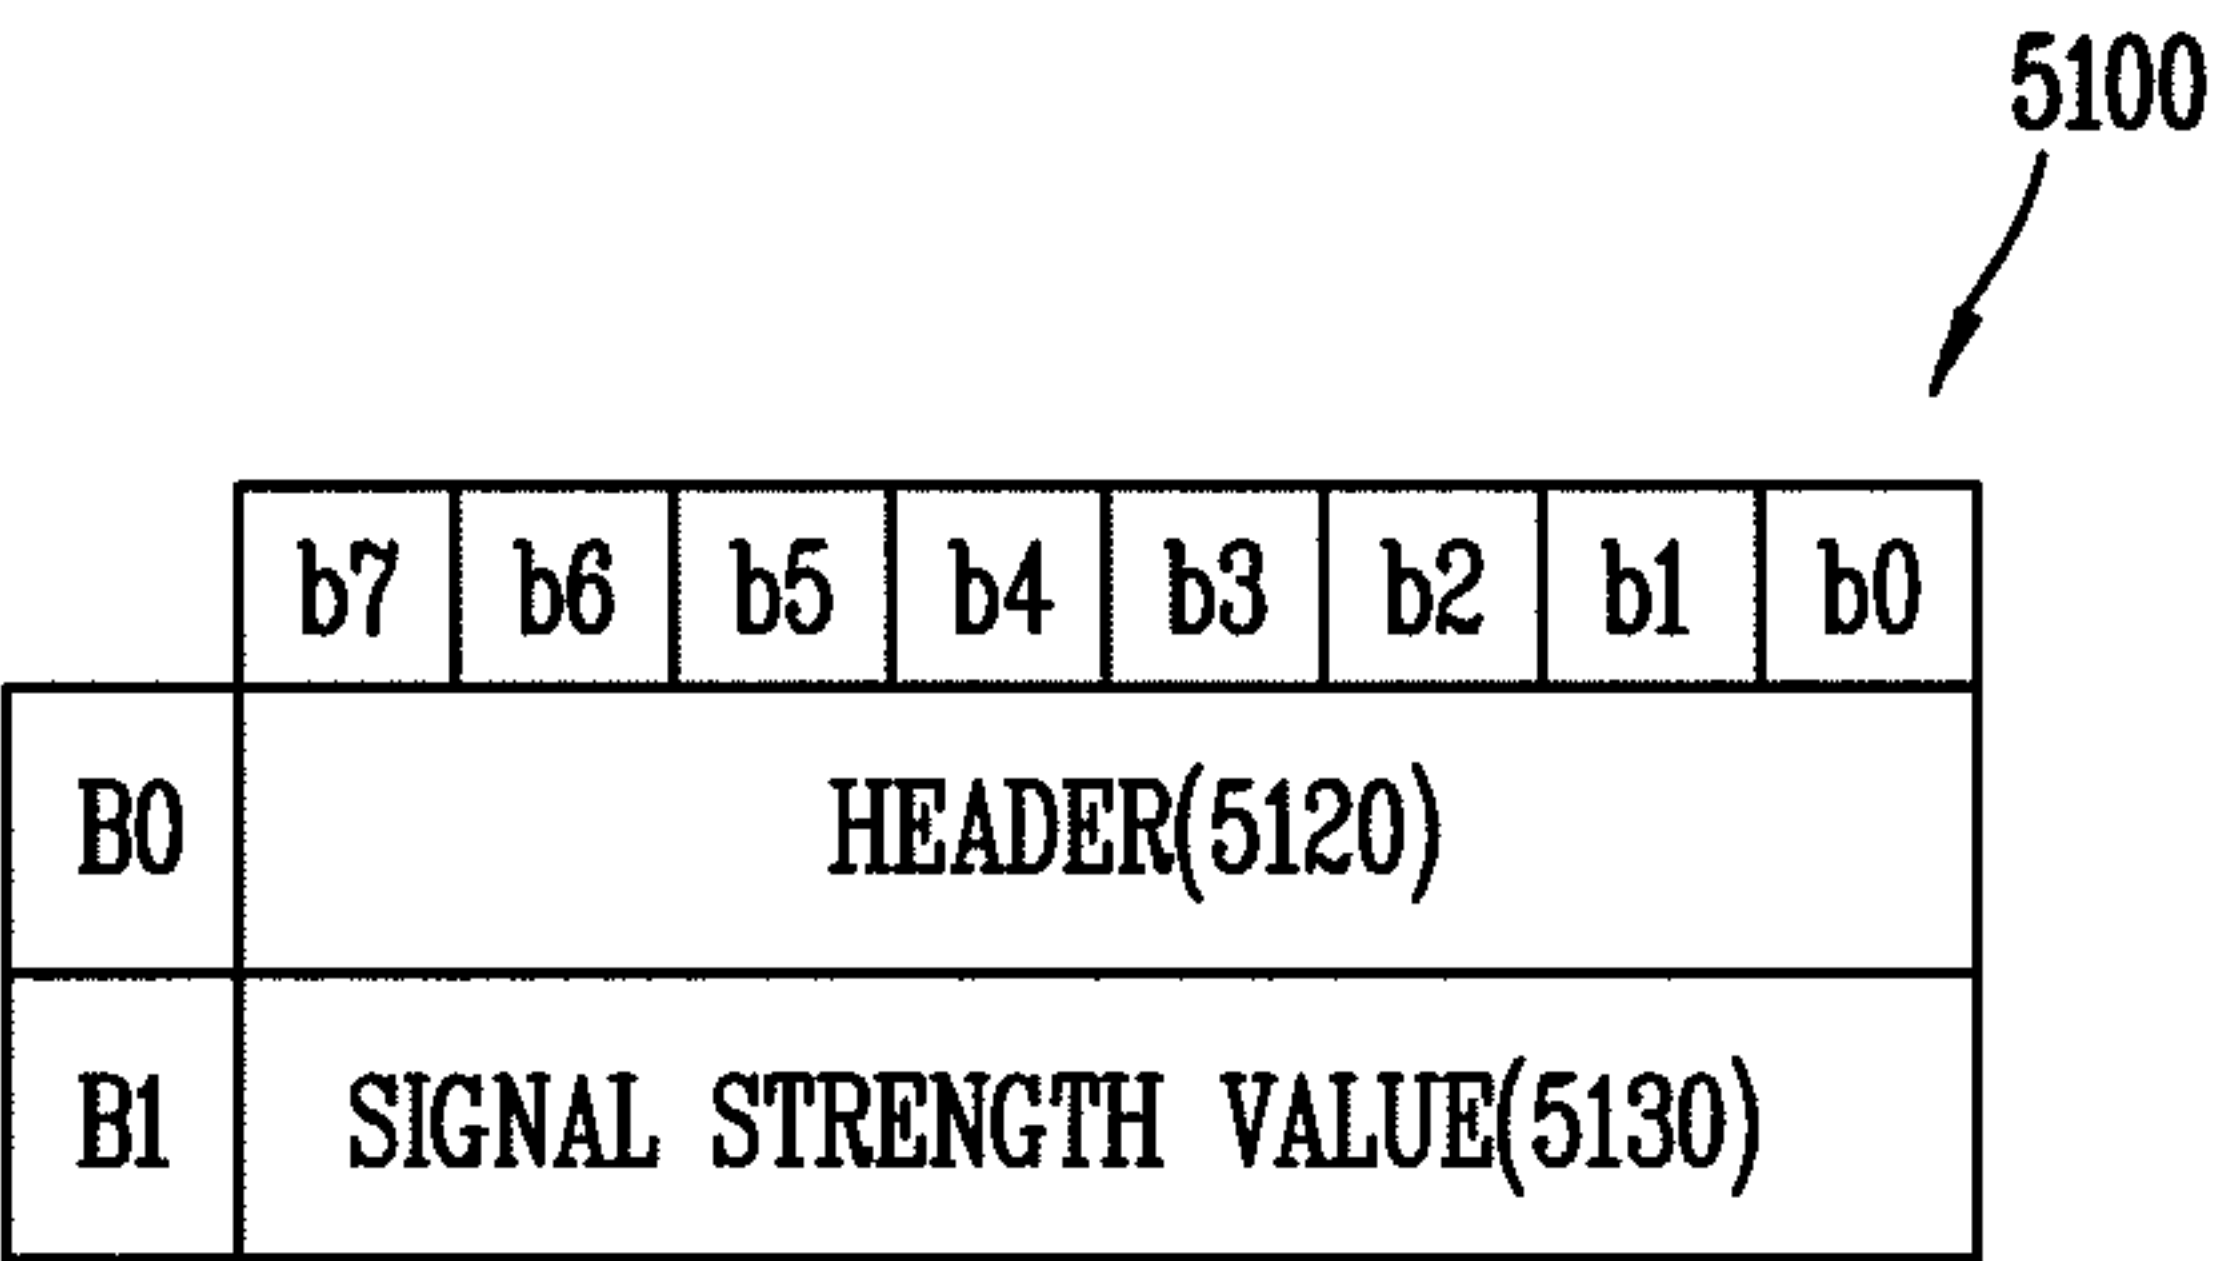 5100
b7 b6 b5 b4 b3 b2 b1 b0
B0 HEADER(5120)
B1 SIGNAL STRENGTH VALUE(5130)